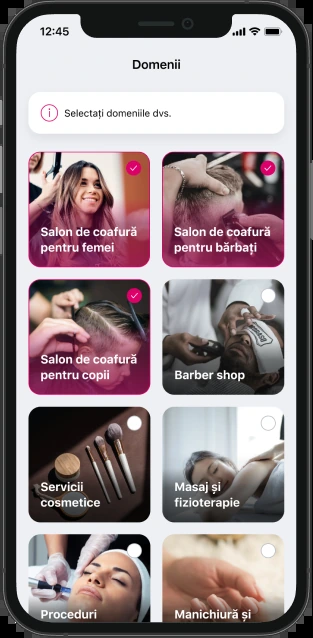 12:45
Domenii
Selectați domeniile dvs.
Salon de coafură
pentru femei
Salon de coafură
pentru bărbați
Salon de coafură
pentru copii
Barber shop
Servicii
cosmetice
Masaj și
fizioterapie
Proceduri
Manichiură și